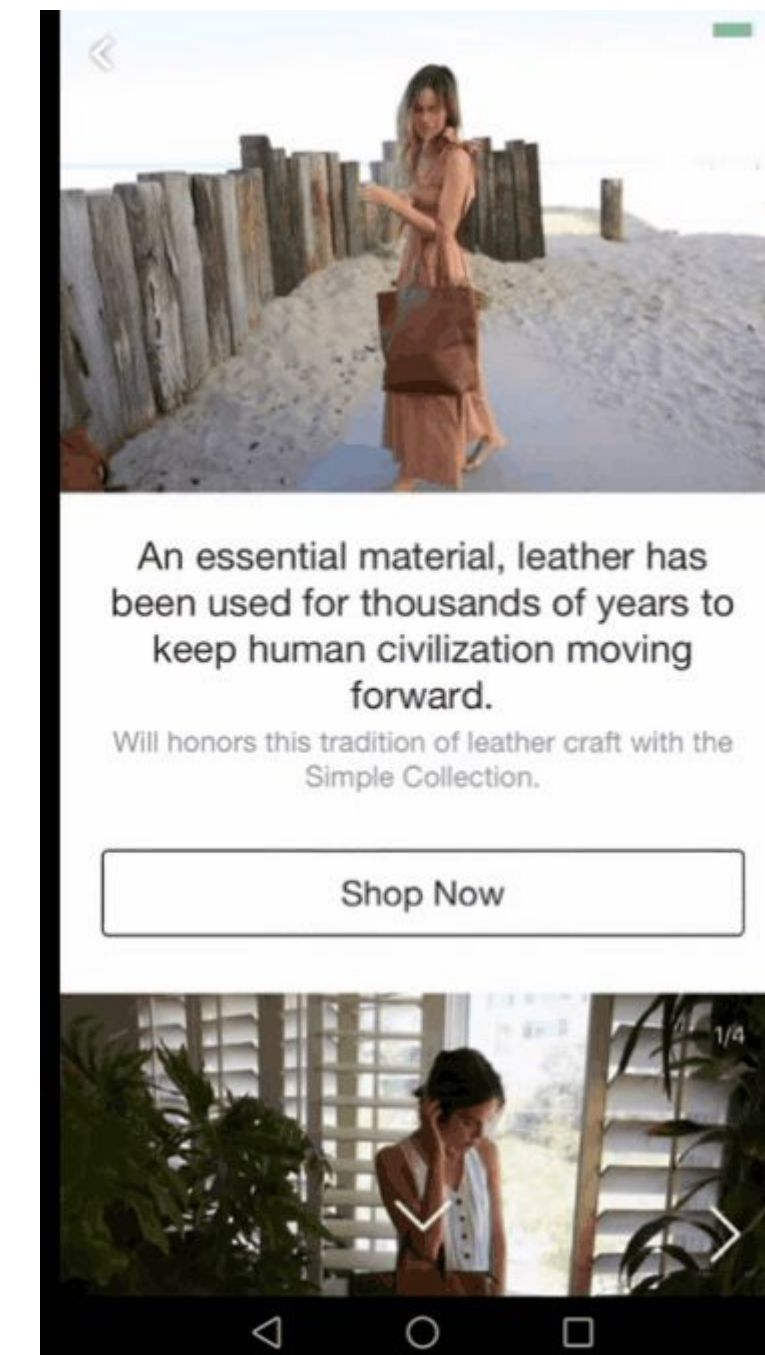 An essential material, leather has
been used for thousands of years to
keep human civilization moving
forward.
Will honors this tradition of leather craft with the
Simple Collection.
Shop Now
1/4